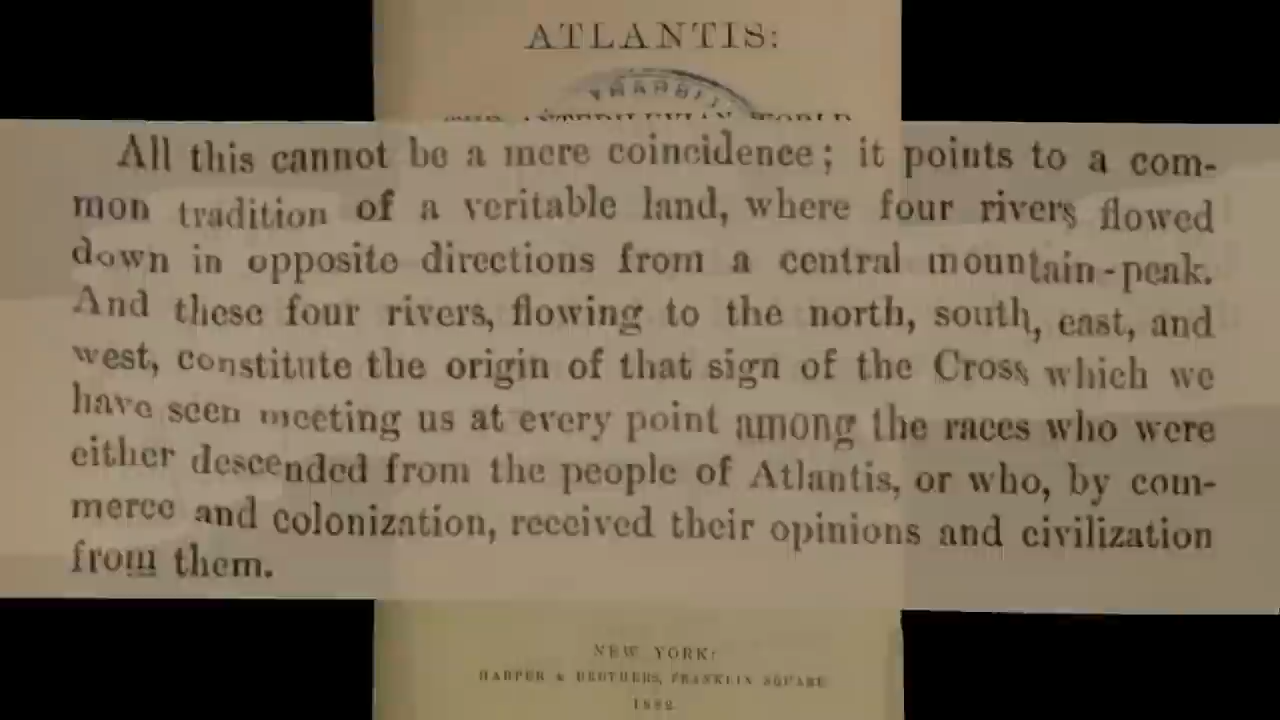 ATLANTIS:
THE ANTEDILUVIAN WORLD
All this cannot be a mere coincidence; it points to a com-
mon tradition of a veritable land, where four rivers flowed
down in opposite directions from a central mountain-peak.
And these four rivers, flowing to the north, south, east, and
west, constitute the origin of that sign of the Cross which we
have seen meeting us at every point among the races who were
either descended from the people of Atlantis, or who, by com-
merce and colonization, received their opinions and civilization
from them.
NEW YORK:
HARPER & BROTHERS, FRANKLIN SQUARE
1882